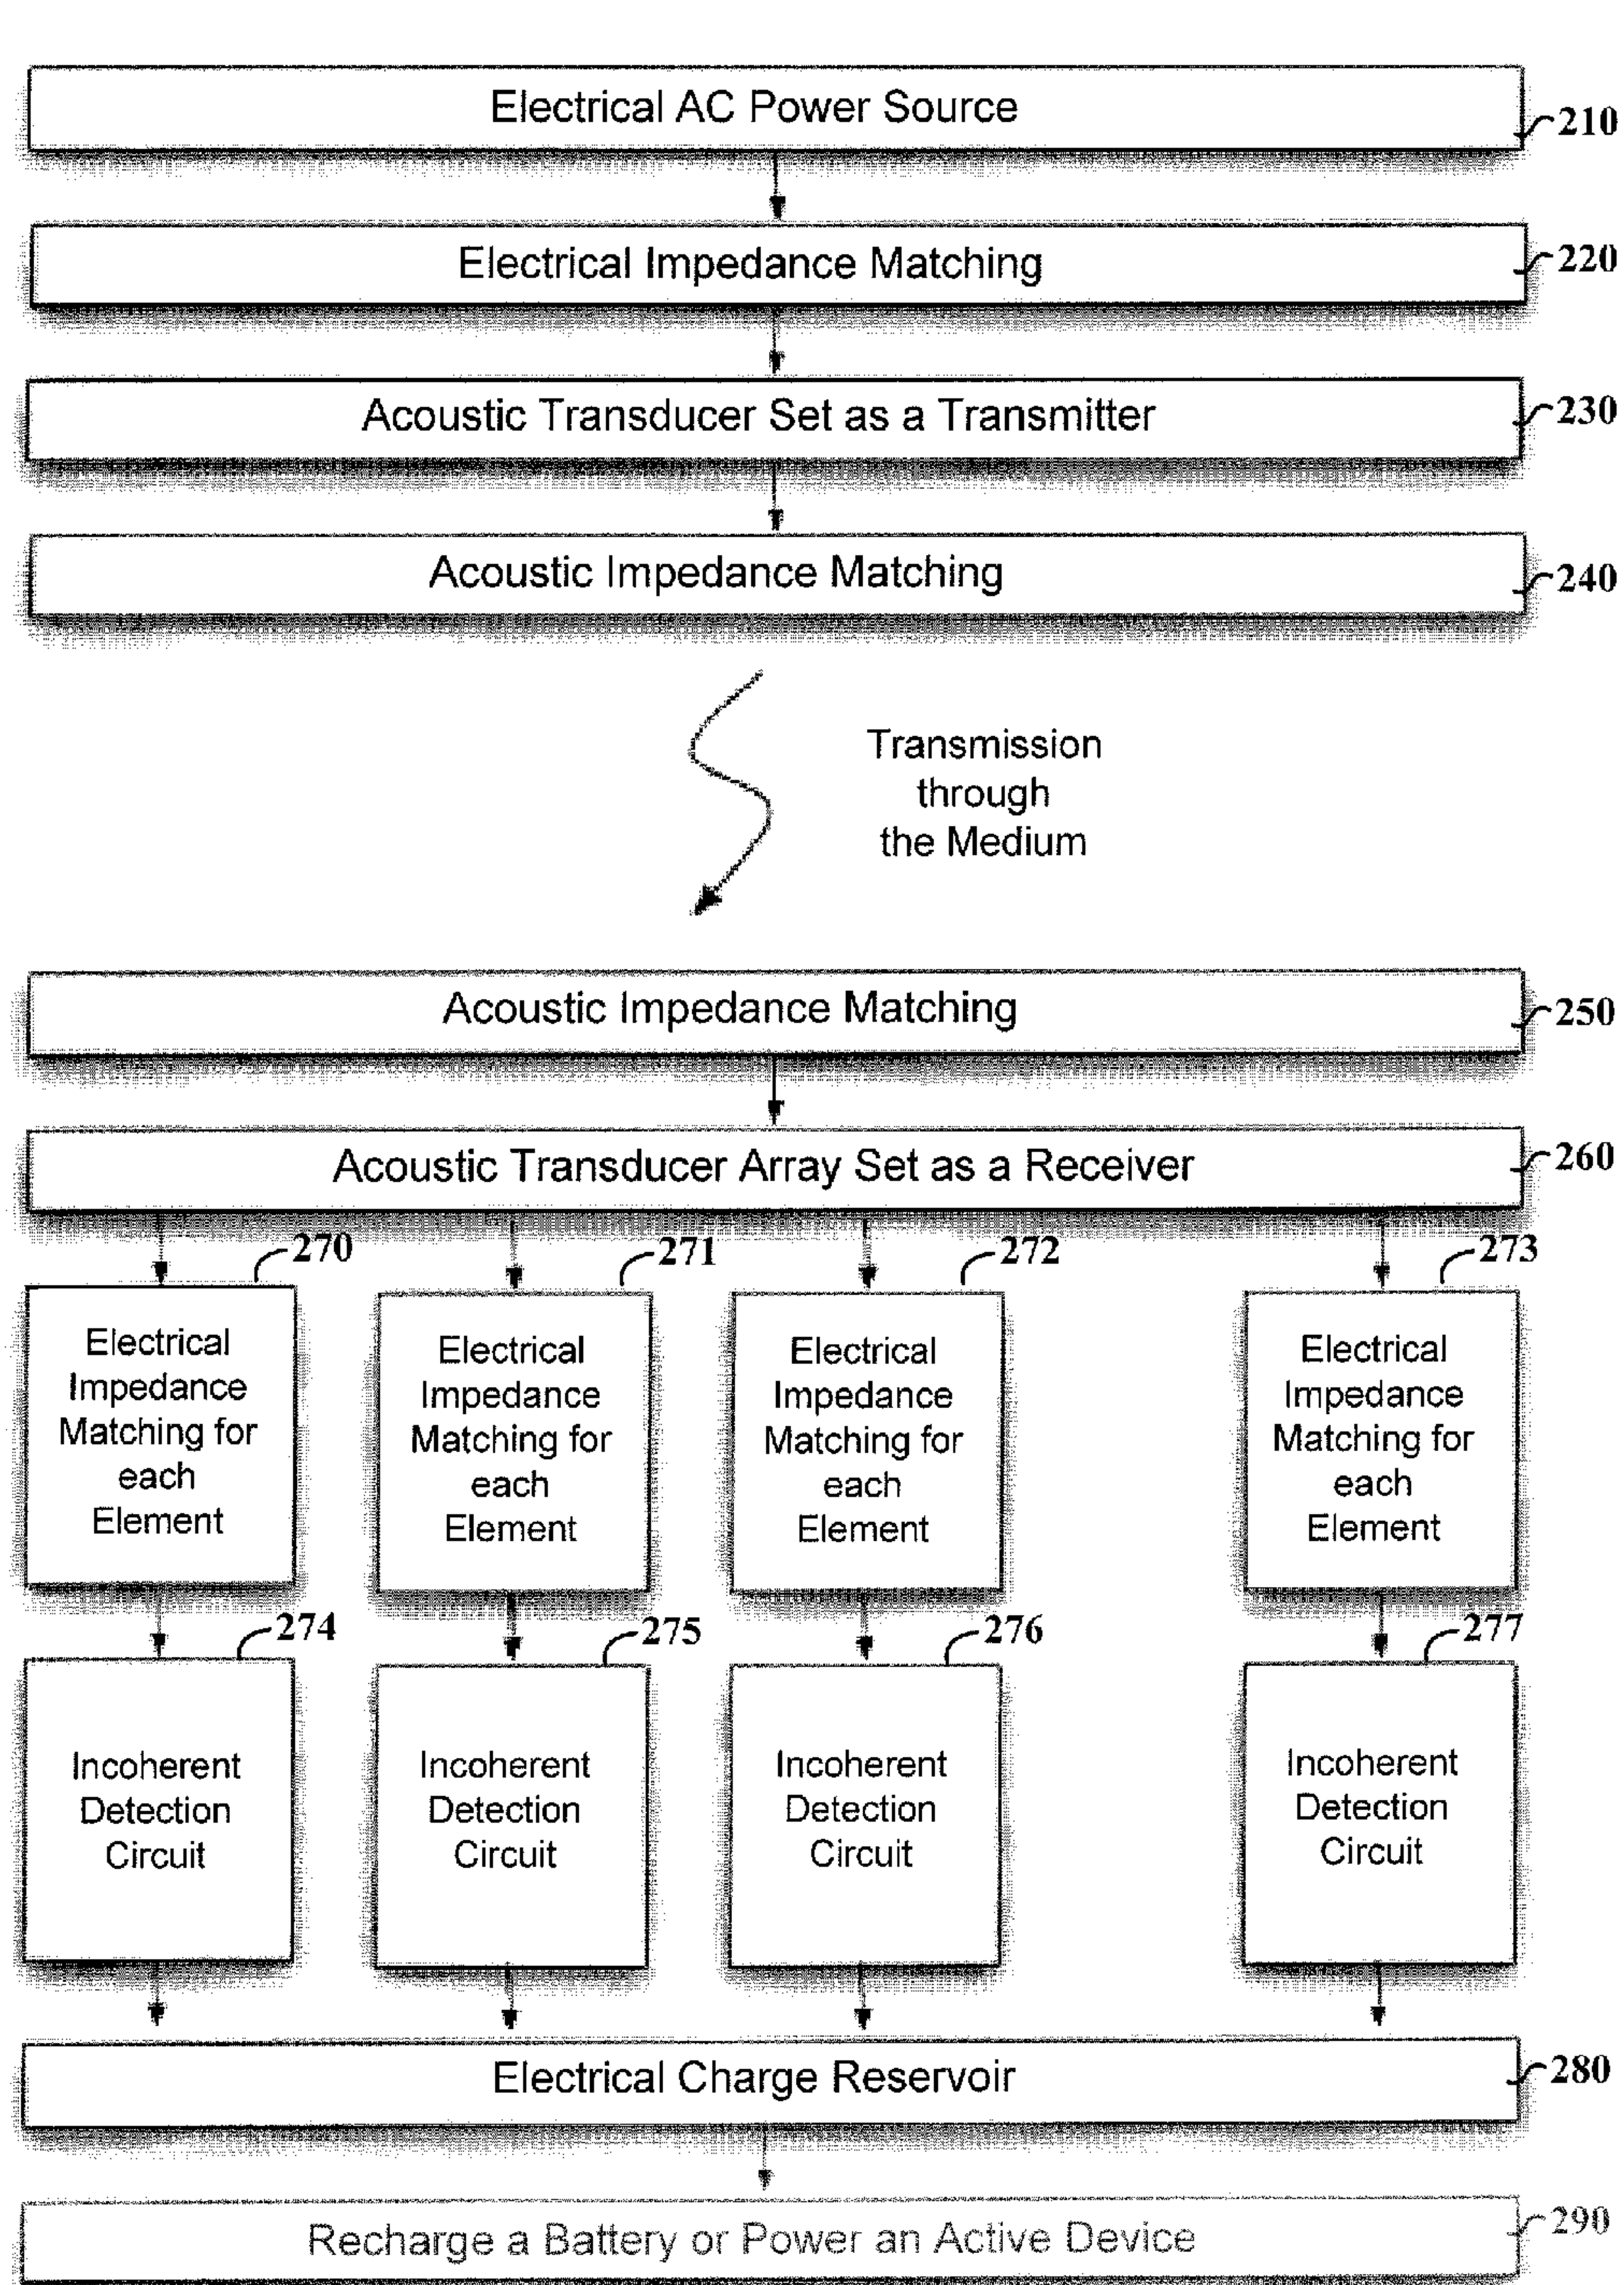 Electrical AC Power Source
210
Electrical Impedance Matching
220
Acoustic Transducer Set as a Transmitter
230
Acoustic Impedance Matching
240
Transmission
through
the Medium
Acoustic Impedance Matching
250
Acoustic Transducer Array Set as a Receiver
260
270
Electrical
Impedance
Matching for
each
Element
271
Electrical
Impedance
Matching for
each
Element
272
Electrical
Impedance
Matching for
each
Element
273
Electrical
Impedance
Matching for
each
Element
274
Incoherent
Detection
Circuit
275
Incoherent
Detection
Circuit
276
Incoherent
Detection
Circuit
277
Incoherent
Detection
Circuit
Electrical Charge Reservoir
280
Recharge a Battery or Power an Active Device
290